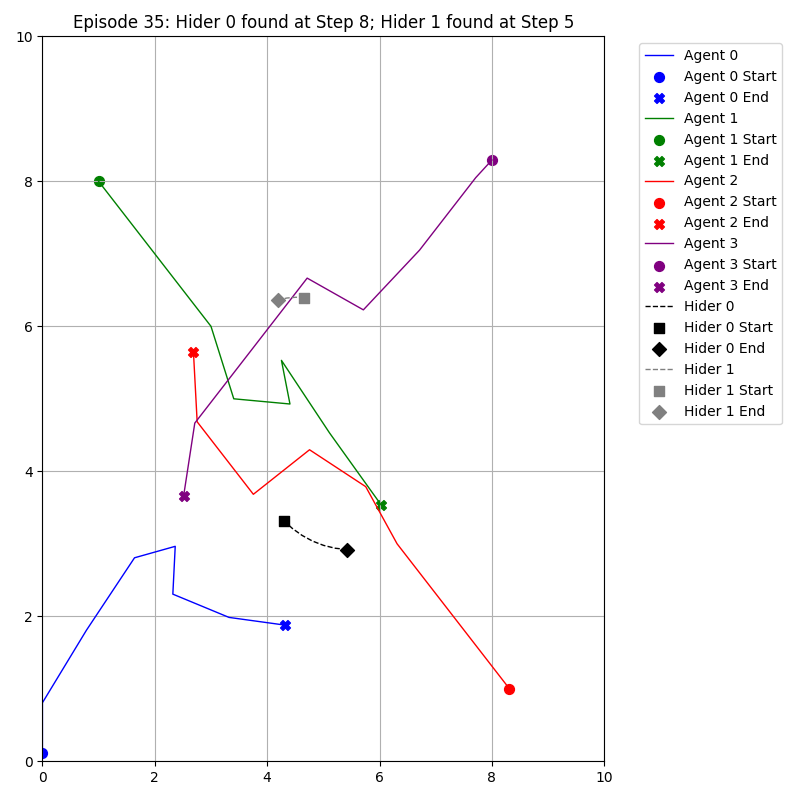 Episode 35: Hider 0 found at Step 8; Hider 1 found at Step 5
10
8
6
4
2
0
0 2 4 6 8 10
Agent 0
Agent 0 Start
Agent 0 End
Agent 1
Agent 1 Start
Agent 1 End
Agent 2
Agent 2 Start
Agent 2 End
Agent 3
Agent 3 Start
Agent 3 End
Hider 0
Hider 0 Start
Hider 0 End
Hider 1
Hider 1 Start
Hider 1 End